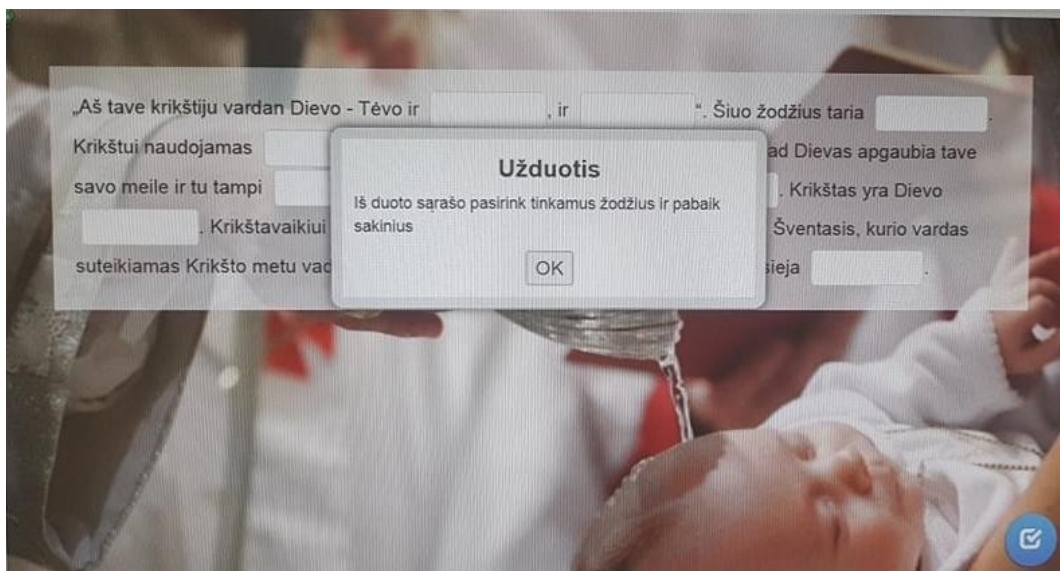 „Aš tave krikštiju vardan Dievo - Tėvo ir , ir “. Šiuo žodžius taria .
Krikštui naudojamas ad Dievas apgaubia tave
savo meile ir tu tampi . Krikštas yra Dievo
. Krikštavaikiui Šventasis, kurio vardas
suteikiamas Krikšto metu vad sieja .
Užduotis
Iš duoto sąrašo pasirink tinkamus žodžius ir pabaik
sakinius
OK